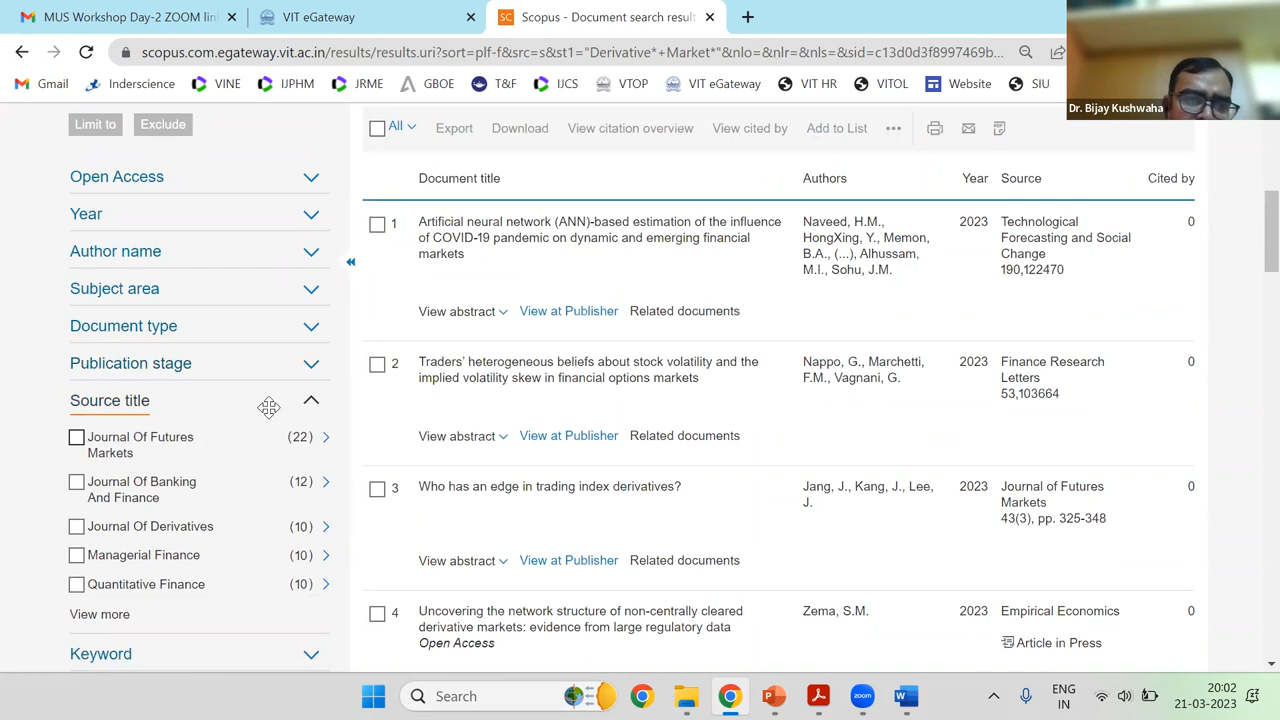 MUS Workshop Day-2 ZOOM lin
VIT eGateway
SC Scopus - Document search result
scopus.com.egateway.vit.ac.in/results/results.uri?sort=plf-f&src=s&st1="Derivative*+Market*"&nlo=&nlr=&nls=&sid=c13d0d3f8997469b...
Gmail
Inderscience
VINE
IJPHM
JRME
GBOE
T&F
IJCS
VTOP
VIT eGateway
VIT HR
VITOL
Website
SIU
Dr. Bijay Kushwaha
Limit to
Exclude
All
Export
Download
View citation overview
View cited by
Add to List
Open Access
Year
Author name
Subject area
Document type
Publication stage
Source title
Journal Of Futures
Markets
(22)
Journal Of Banking
And Finance
(12)
Journal Of Derivatives
(10)
Managerial Finance
(10)
Quantitative Finance
(10)
View more
Keyword
Document title
Authors
Year
Source
Cited by
1
Artificial neural network (ANN)-based estimation of the influence
of COVID-19 pandemic on dynamic and emerging financial
markets
Naveed, H.M.,
HongXing, Y., Memon,
B.A., (...), Alhussam,
M.I., Sohu, J.M.
2023
Technological
Forecasting and Social
Change
190,122470
0
View abstract
View at Publisher
Related documents
2
Traders' heterogeneous beliefs about stock volatility and the
implied volatility skew in financial options markets
Nappo, G., Marchetti,
F.M., Vagnani, G.
2023
Finance Research
Letters
53,103664
0
View abstract
View at Publisher
Related documents
3
Who has an edge in trading index derivatives?
Jang, J., Kang, J., Lee,
J.
2023
Journal of Futures
Markets
43(3), pp. 325-348
0
View abstract
View at Publisher
Related documents
4
Uncovering the network structure of non-centrally cleared
derivative markets: evidence from large regulatory data
Open Access
Zema, S.M.
2023
Empirical Economics
Article in Press
0
Search
ENG
IN
20:02
21-03-2023